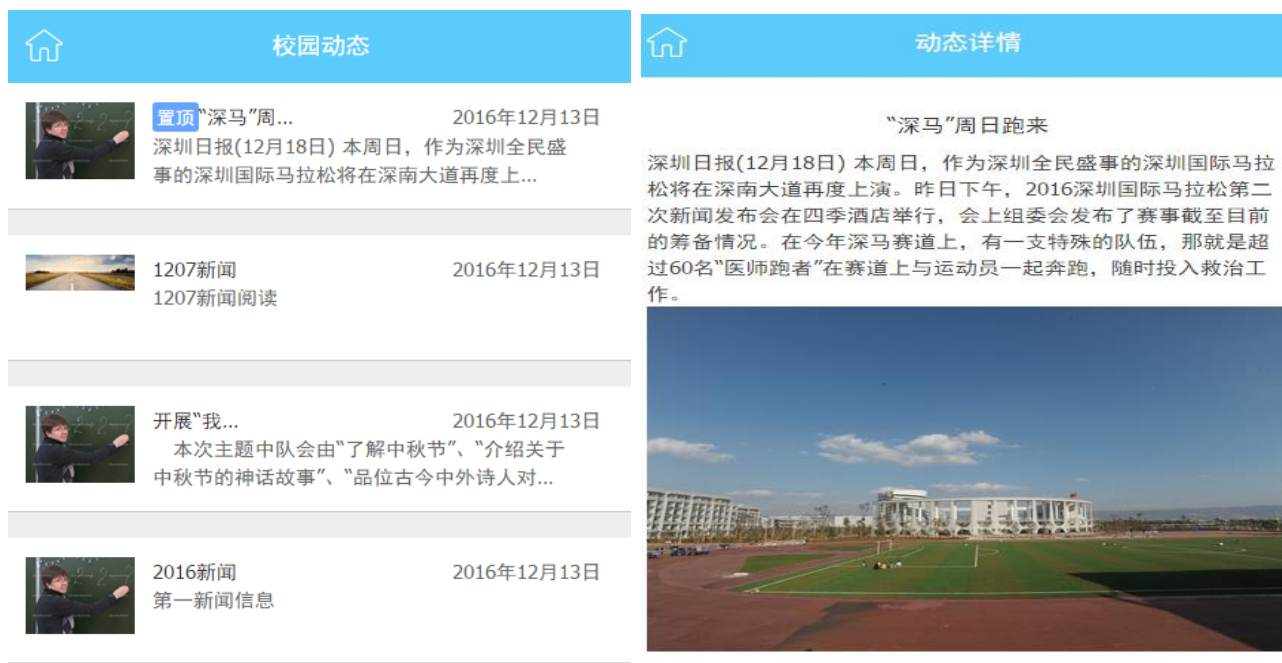 校园动态
置顶 “深马”周... 2016年12月13日
深圳日报(12月18日) 本周日，作为深圳全民盛
事的深圳国际马拉松将在深南大道再度上...
1207新闻 2016年12月13日
1207新闻阅读
开展“我... 2016年12月13日
本次主题中队会由“了解中秋节”、“介绍关于
中秋节的神话故事”、“品位古今中外诗人对...
2016新闻 2016年12月13日
第一新闻信息
动态详情
“深马”周日跑来
深圳日报(12月18日) 本周日，作为深圳全民盛事的深圳国际马拉
松将在深南大道再度上演。昨日下午，2016深圳国际马拉松第二
次新闻发布会在四季酒店举行，会上组委会发布了赛事截至目前
的筹备情况。在今年深马赛道上，有一支特殊的队伍，那就是超
过60名“医师跑者”在赛道上与运动员一起奔跑，随时投入救治工
作。